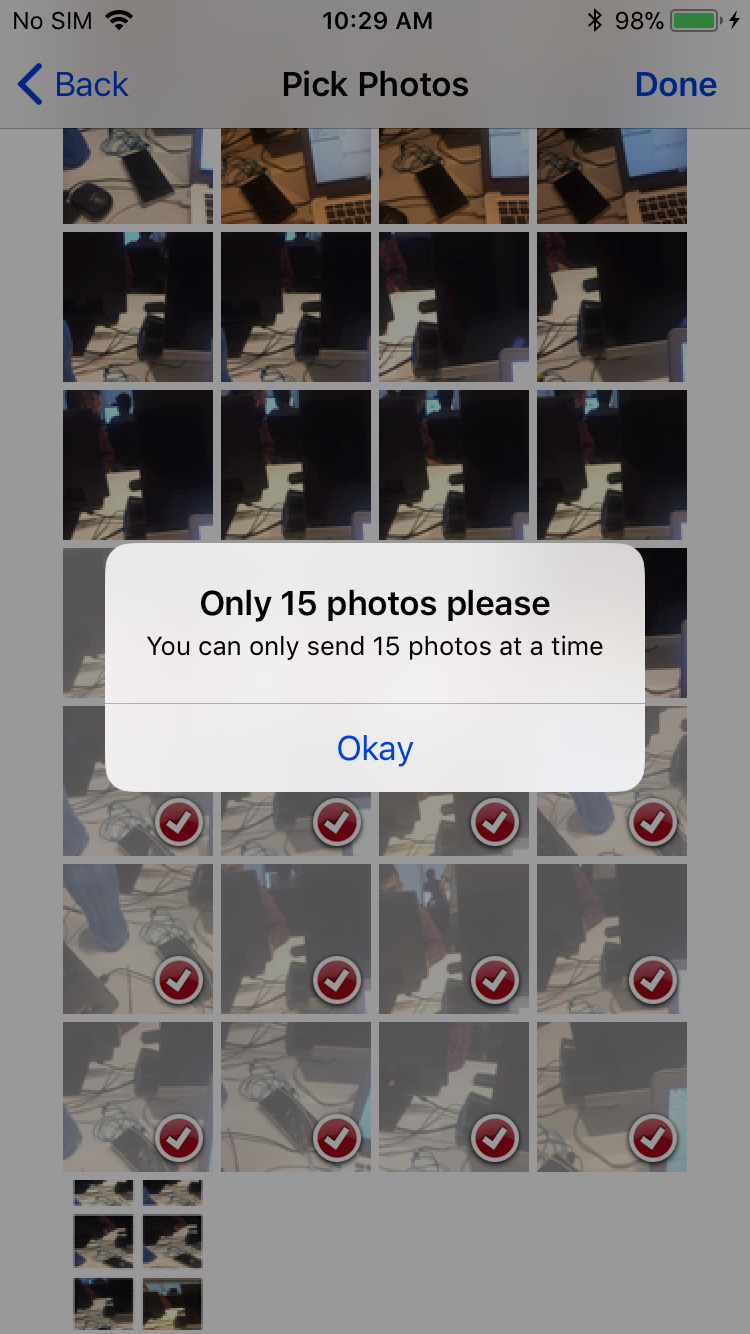 No SIM 10:29 AM 98%
Back Pick Photos Done
Only 15 photos please
You can only send 15 photos at a time
Okay